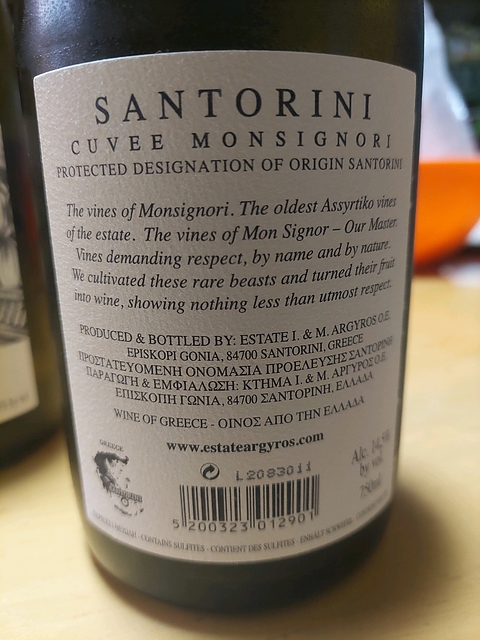 SANTORINI
CUVEE MONSIGNORI
PROTECTED DESIGNATION OF ORIGIN SANTORINI
The vines of Monsignori. The oldest Assyrtiko vines
of the estate. The vines of Mon Signor – Our Master.
Vines demanding respect, by name and by nature.
We cultivated these rare beasts and turned their fruit
into wine, showing nothing less than utmost respect.
PRODUCED & BOTTLED BY: ESTATE I. & M. ARGYROS O.E.
EPISKOPI GONIA, 84700 SANTORINI, GREECE
ΠΡΟΣΤΑΤΕΥΟΜΕΝΗ ΟΝΟΜΑΣΙΑ ΠΡΟΕΛΕΥΣΗΣ ΣΑΝΤΟΡΙΝΗ
ΠΑΡΑΓΩΓΗ & ΕΜΦΙΑΛΩΣΗ: ΚΤΗΜΑ Ι. & Μ. ΑΡΓΥΡΟΣ Ο.Ε.
ΕΠΙΣΚΟΠΗ ΓΩΝΙΑ, 84700 ΣΑΝΤΟΡΙΝΗ, ΕΛΛΑΔΑ
WINE OF GREECE - ΟΙΝΟΣ ΑΠΟ ΤΗΝ ΕΛΛΑΔΑ
www.estateargyros.com
GREECE
L2083011
Alc. 14,5%
by vol.
750ml
5 200323 012901
CONTAINS SULFITES - CONTIENT DES SULFITES - ENHALT SCHWEFEL